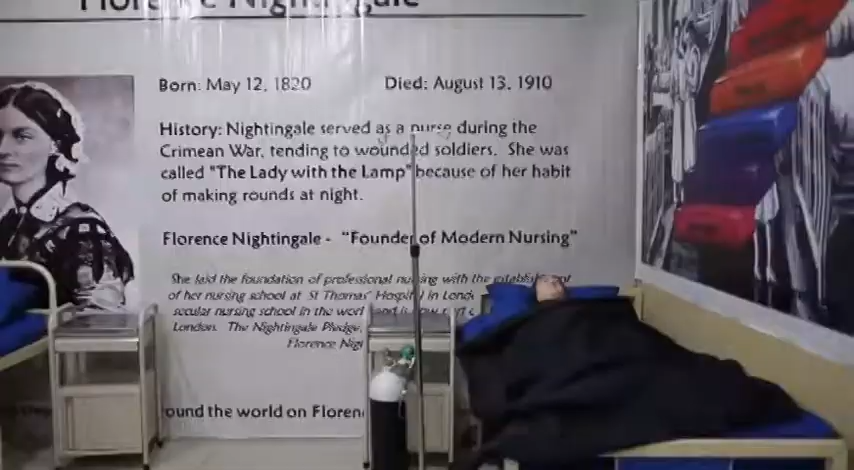 Florence Nightingale
Born: May 12, 1820
Died: August 13, 1910
History: Nightingale served as a nurse during the
Crimean War, tending to wounded soldiers. She was
called "The Lady with the Lamp" because of her habit
of making rounds at night.
Florence Nightingale - "Founder of Modern Nursing"
She laid the foundation of professional nursing with the establishment
of her nursing school at St Thomas' Hospital in
secular nursing school in the
London. The Nightingale Pledge,
Florence
ound the world on